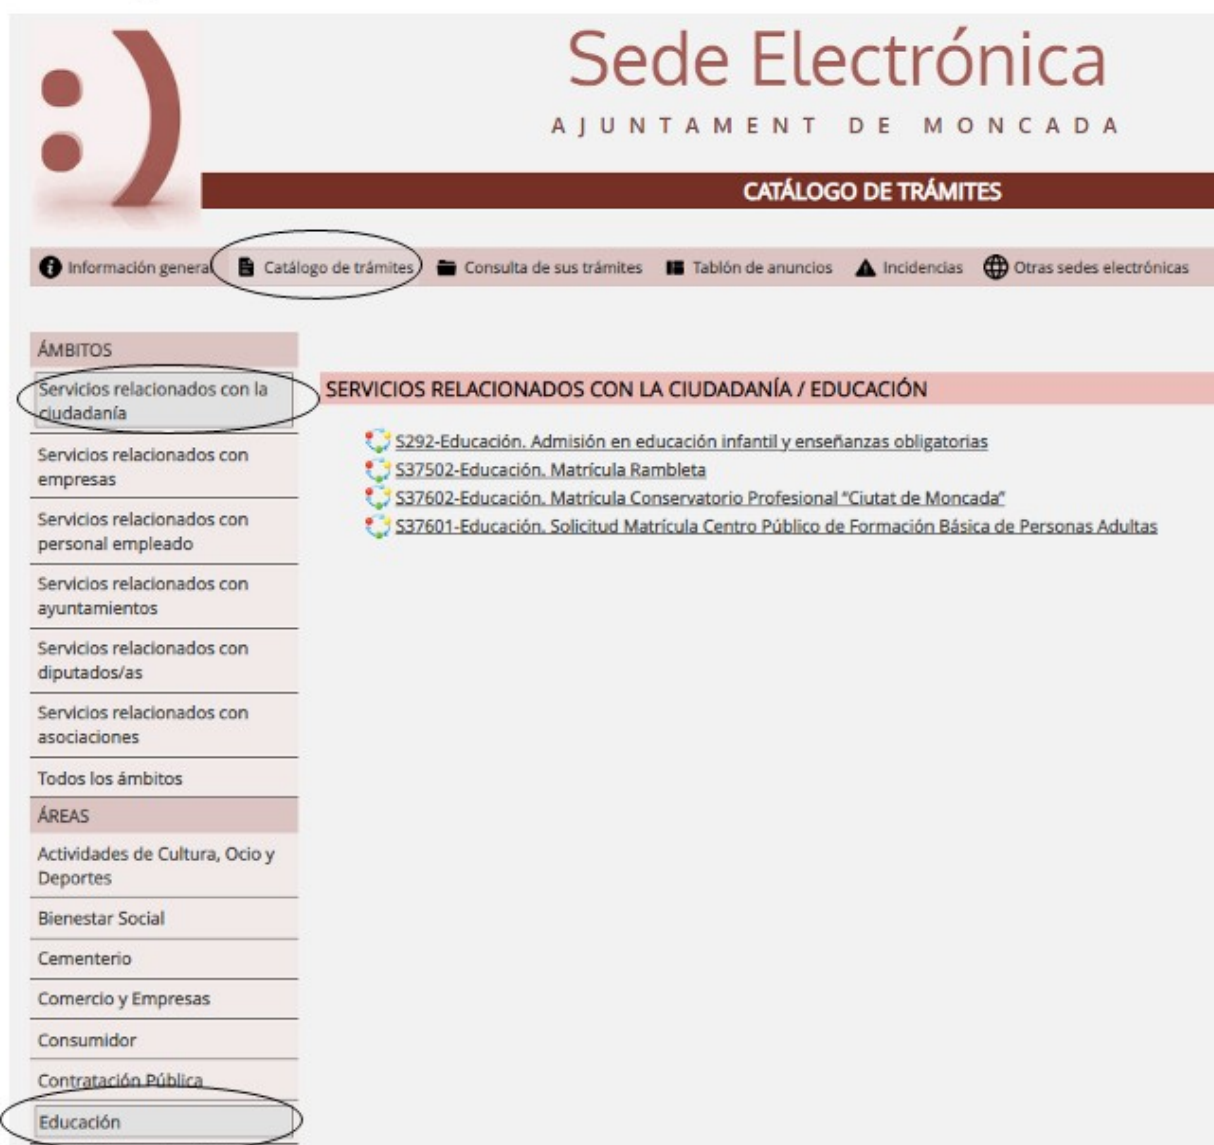 Sede Electrónica
AJUNTAMENT DE MONCADA
CATÁLOGO DE TRÁMITES
Información general Catálogo de trámites Consulta de sus trámites Tablón de anuncios Incidencias Otras sedes electrónicas
ÁMBITOS
Servicios relacionados con la
ciudadanía
Servicios relacionados con
empresas
Servicios relacionados con
personal empleado
Servicios relacionados con
ayuntamientos
Servicios relacionados con
diputados/as
Servicios relacionados con
asociaciones
Todos los ámbitos
ÁREAS
Actividades de Cultura, Ocio y
Deportes
Bienestar Social
Cementerio
Comercio y Empresas
Consumidor
Contratación Pública
Educación
SERVICIOS RELACIONADOS CON LA CIUDADANÍA / EDUCACIÓN
S292-Educación. Admisión en educación infantil y enseñanzas obligatorias
S37502-Educación. Matrícula Rambleta
S37602-Educación. Matrícula Conservatorio Profesional “Ciutat de Moncada”
S37601-Educación. Solicitud Matrícula Centro Público de Formación Básica de Personas Adultas